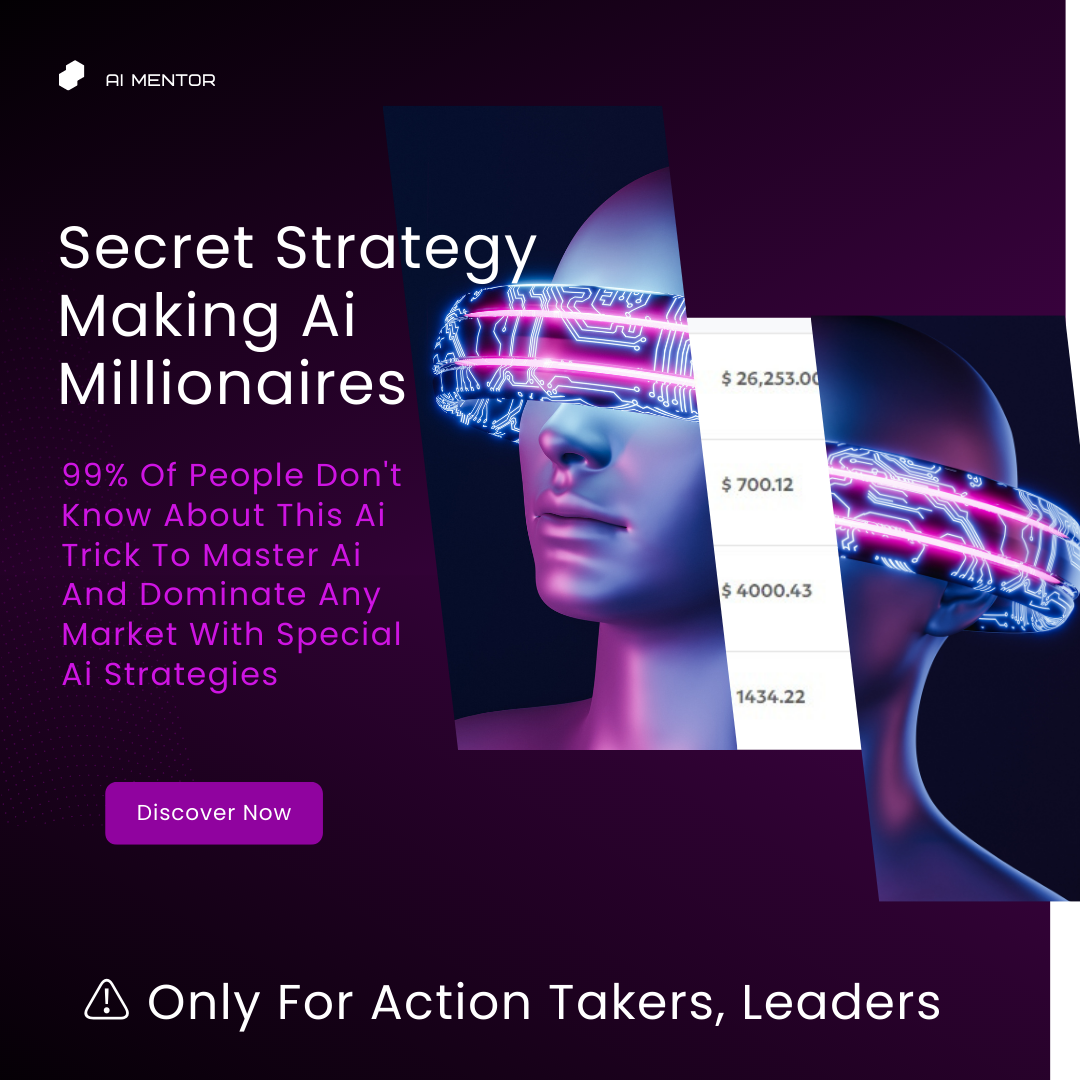 AI MENTOR
Secret Strategy
Making Ai
Millionaires
99% Of People Don't
Know About This Ai
Trick To Master Ai
And Dominate Any
Market With Special
Ai Strategies
$ 26,253.00
$ 700.12
$ 4000.43
1434.22
Discover Now
Only For Action Takers, Leaders